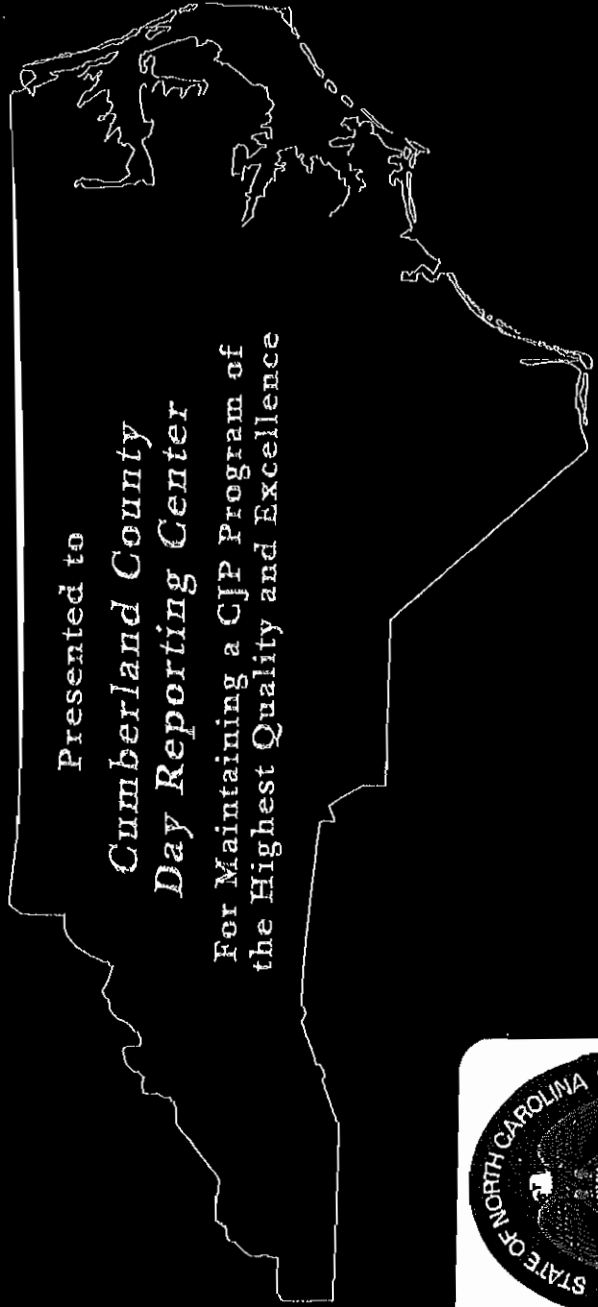 Presented to
Cumberland County
Day Reporting Center
For Maintaining a CJP Program of
the Highest Quality and Excellence
STATE OF NORTH CAROLINA